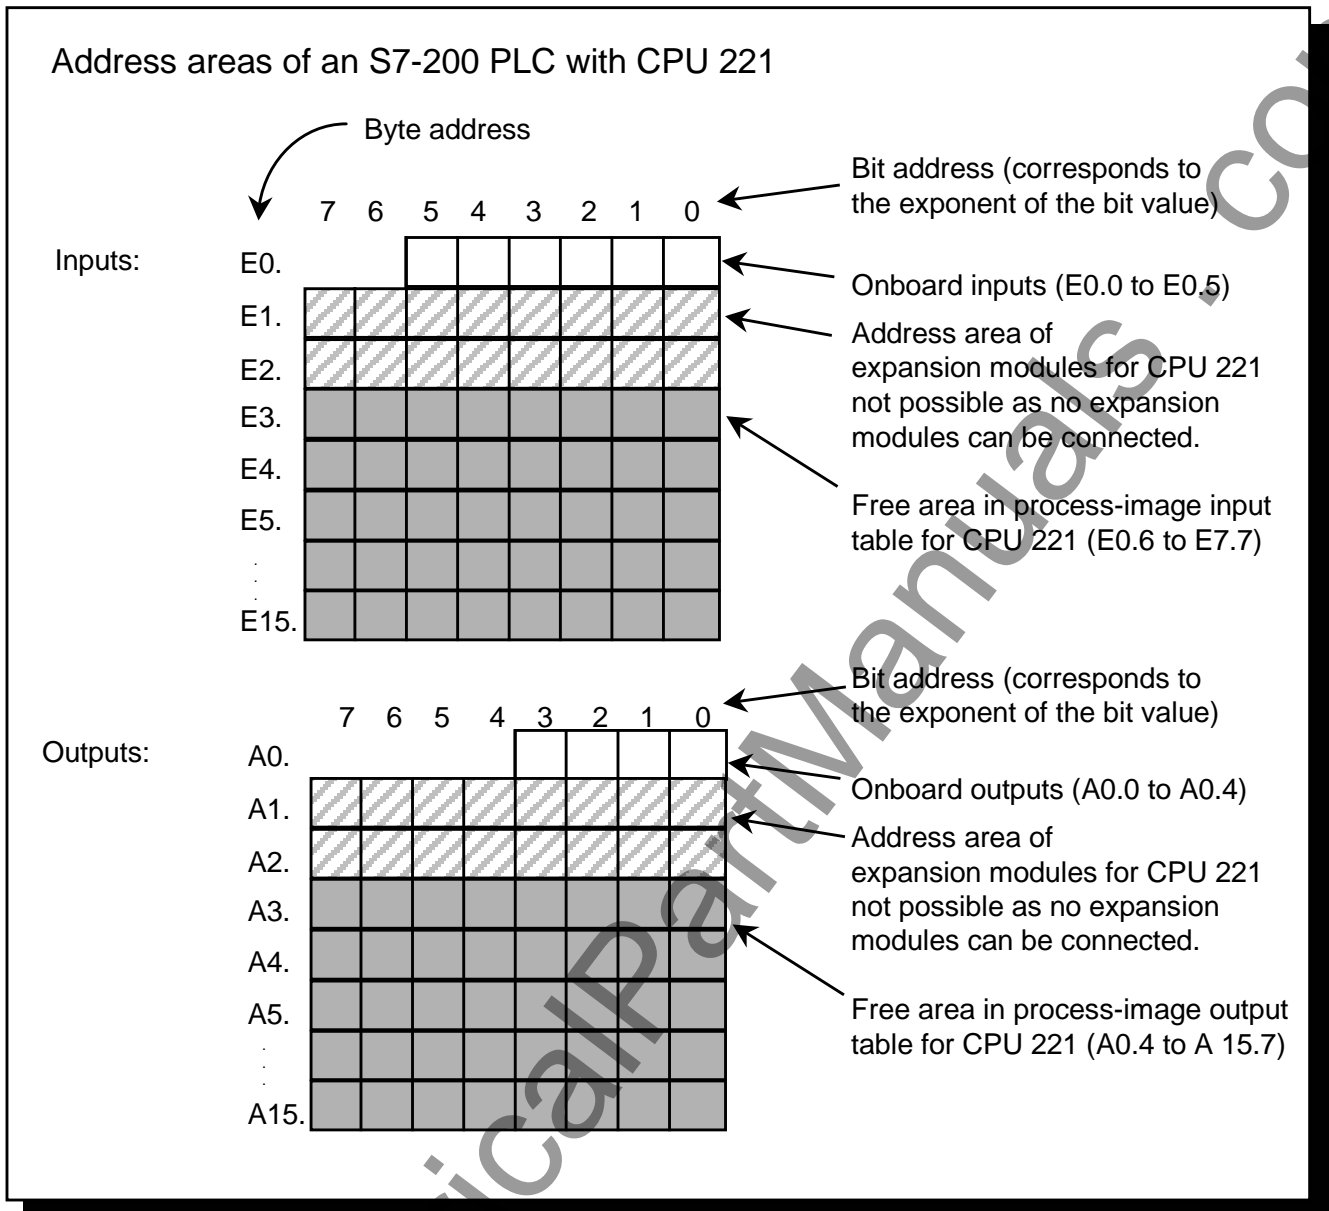 Address areas of an S7-200 PLC with CPU 221
Byte address
Bit address (corresponds to
the exponent of the bit value)
7 6 5 4 3 2 1 0
Inputs:
E0.
Onboard inputs (E0.0 to E0.5)
E1.
Address area of
expansion modules for CPU 221
not possible as no expansion
modules can be connected.
E2.
E3.
E4.
E5.
Free area in process-image input
table for CPU 221 (E0.6 to E7.7)
.
.
.
E15.
Bit address (corresponds to
the exponent of the bit value)
7 6 5 4 3 2 1 0
Outputs:
A0.
Onboard outputs (A0.0 to A0.4)
A1.
Address area of
expansion modules for CPU 221
not possible as no expansion
modules can be connected.
A2.
A3.
A4.
A5.
Free area in process-image output
table for CPU 221 (A0.4 to A 15.7)
.
.
.
A15.
icalPartManuals . co